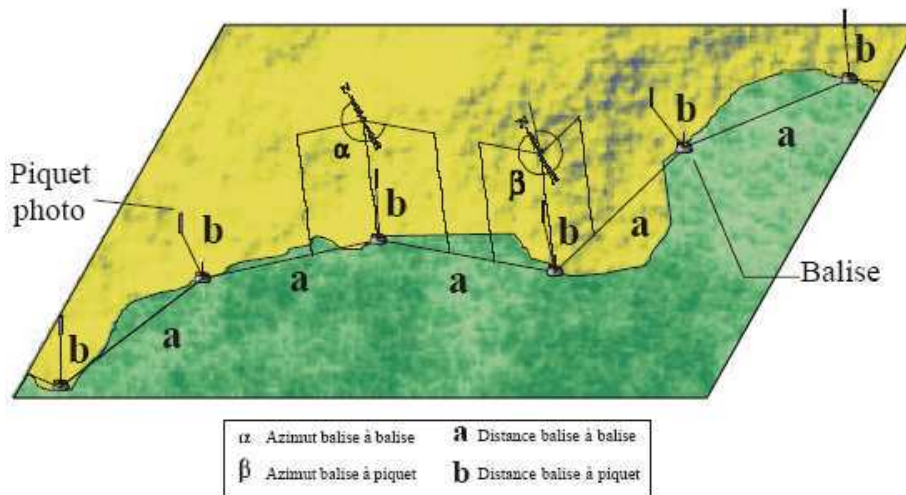 b
b
b
α
a
β
Piquet
photo
b
b
b
a
Balise
a
a
b
a
α Azimut balise à balise
a Distance balise à balise
β Azimut balise à piquet
b Distance balise à piquet